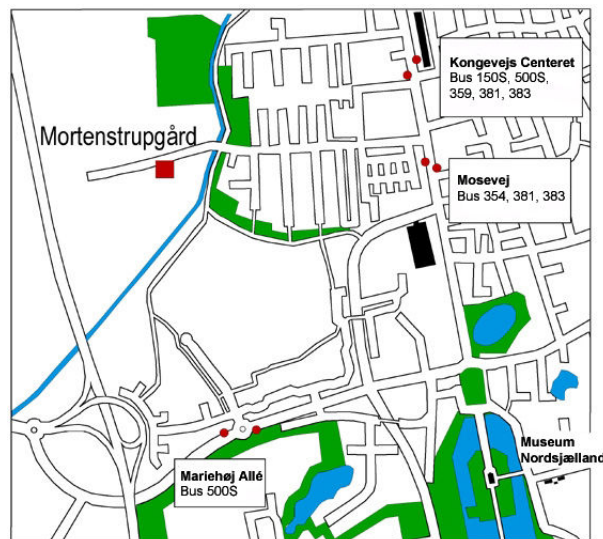 Kongevejs Centeret
Bus 150S, 500S,
359, 381, 383
Mortenstrupgård
Mosevej
Bus 354, 381, 383
Museum
Nordsjælland
Mariehøj Allé
Bus 500S